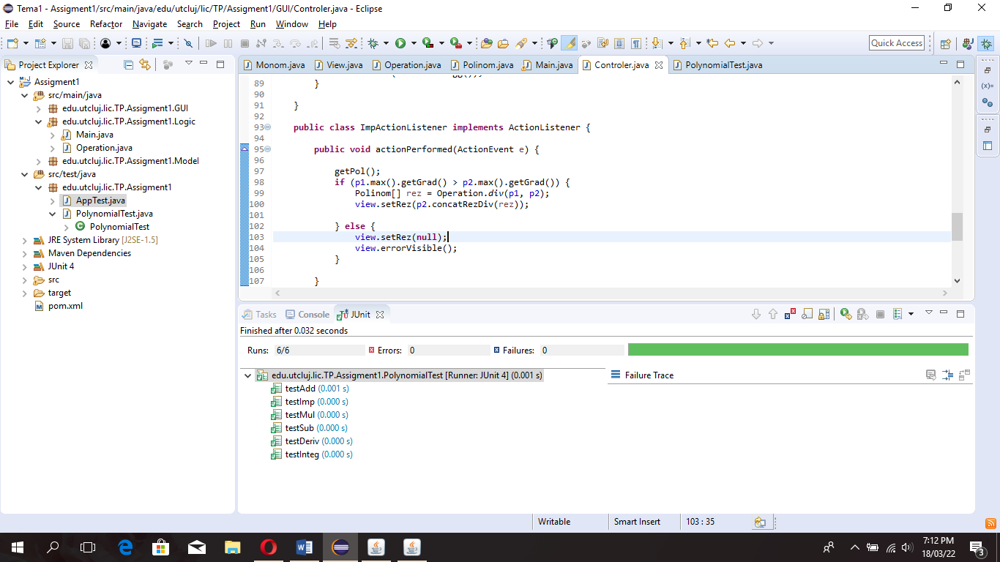 Tema1 - Assigment1/src/main/java/edu/utcluj/lic/TP/Assigment1/GUI/Controler.java - Eclipse
File Edit Source Refactor Navigate Search Project Run Window Help
Quick Access
Project Explorer
Assigment1
src/main/java
edu.utcluj.lic.TP.Assigment1.GUI
edu.utcluj.lic.TP.Assigment1.Logic
Main.java
Operation.java
edu.utcluj.lic.TP.Assigment1.Model
src/test/java
edu.utcluj.lic.TP.Assigment1
AppTest.java
PolynomialTest.java
PolynomialTest
JRE System Library [J2SE-1.5]
Maven Dependencies
JUnit 4
src
target
pom.xml
Monom.java View.java Operation.java Polinom.java Main.java Controler.java PolynomialTest.java
89 }
90
91 }
92
93 public class ImpActionListener implements ActionListener {
94
95 public void actionPerformed(ActionEvent e) {
96
97 getPol();
98 if (p1.max().getGrad() > p2.max().getGrad()) {
99 Polinom[] rez = Operation.div(p1, p2);
100 view.setRez(p2.concatRezDiv(rez));
101
102 } else {
103 view.setRez(null);
104 view.errorVisible();
105 }
106
107 }
(x)=
Tasks Console JUnit
Finished after 0.032 seconds
Runs: 6/6 Errors: 0 Failures: 0
edu.utcluj.lic.TP.Assigment1.PolynomialTest [Runner: JUnit 4] (0.001 s)
testAdd (0.001 s)
testImp (0.000 s)
testMul (0.000 s)
testSub (0.000 s)
testDeriv (0.000 s)
testInteg (0.000 s)
Failure Trace
Writable Smart Insert 103 : 35
7:12 PM
18/03/22
3